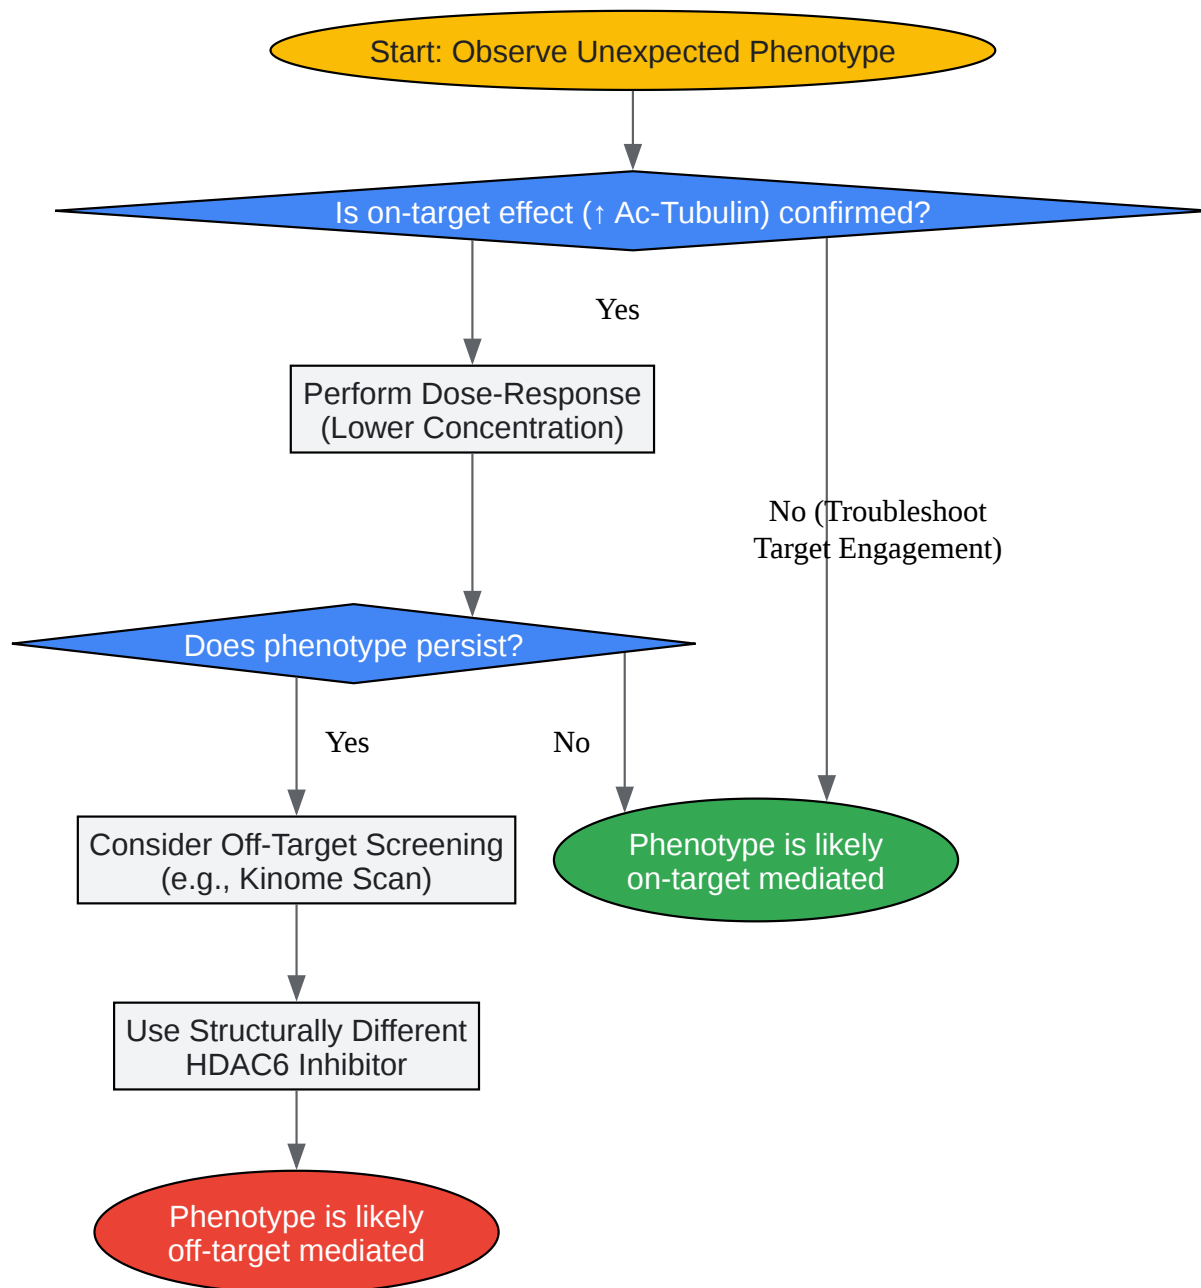 Start: Observe Unexpected Phenotype
Is on-target effect (↑ Ac-Tubulin) confirmed?
Yes
Perform Dose-Response
(Lower Concentration)
No (Troubleshoot
Target Engagement)
Does phenotype persist?
Yes
No
Consider Off-Target Screening
(e.g., Kinome Scan)
Phenotype is likely
on-target mediated
Use Structurally Different
HDAC6 Inhibitor
Phenotype is likely
off-target mediated